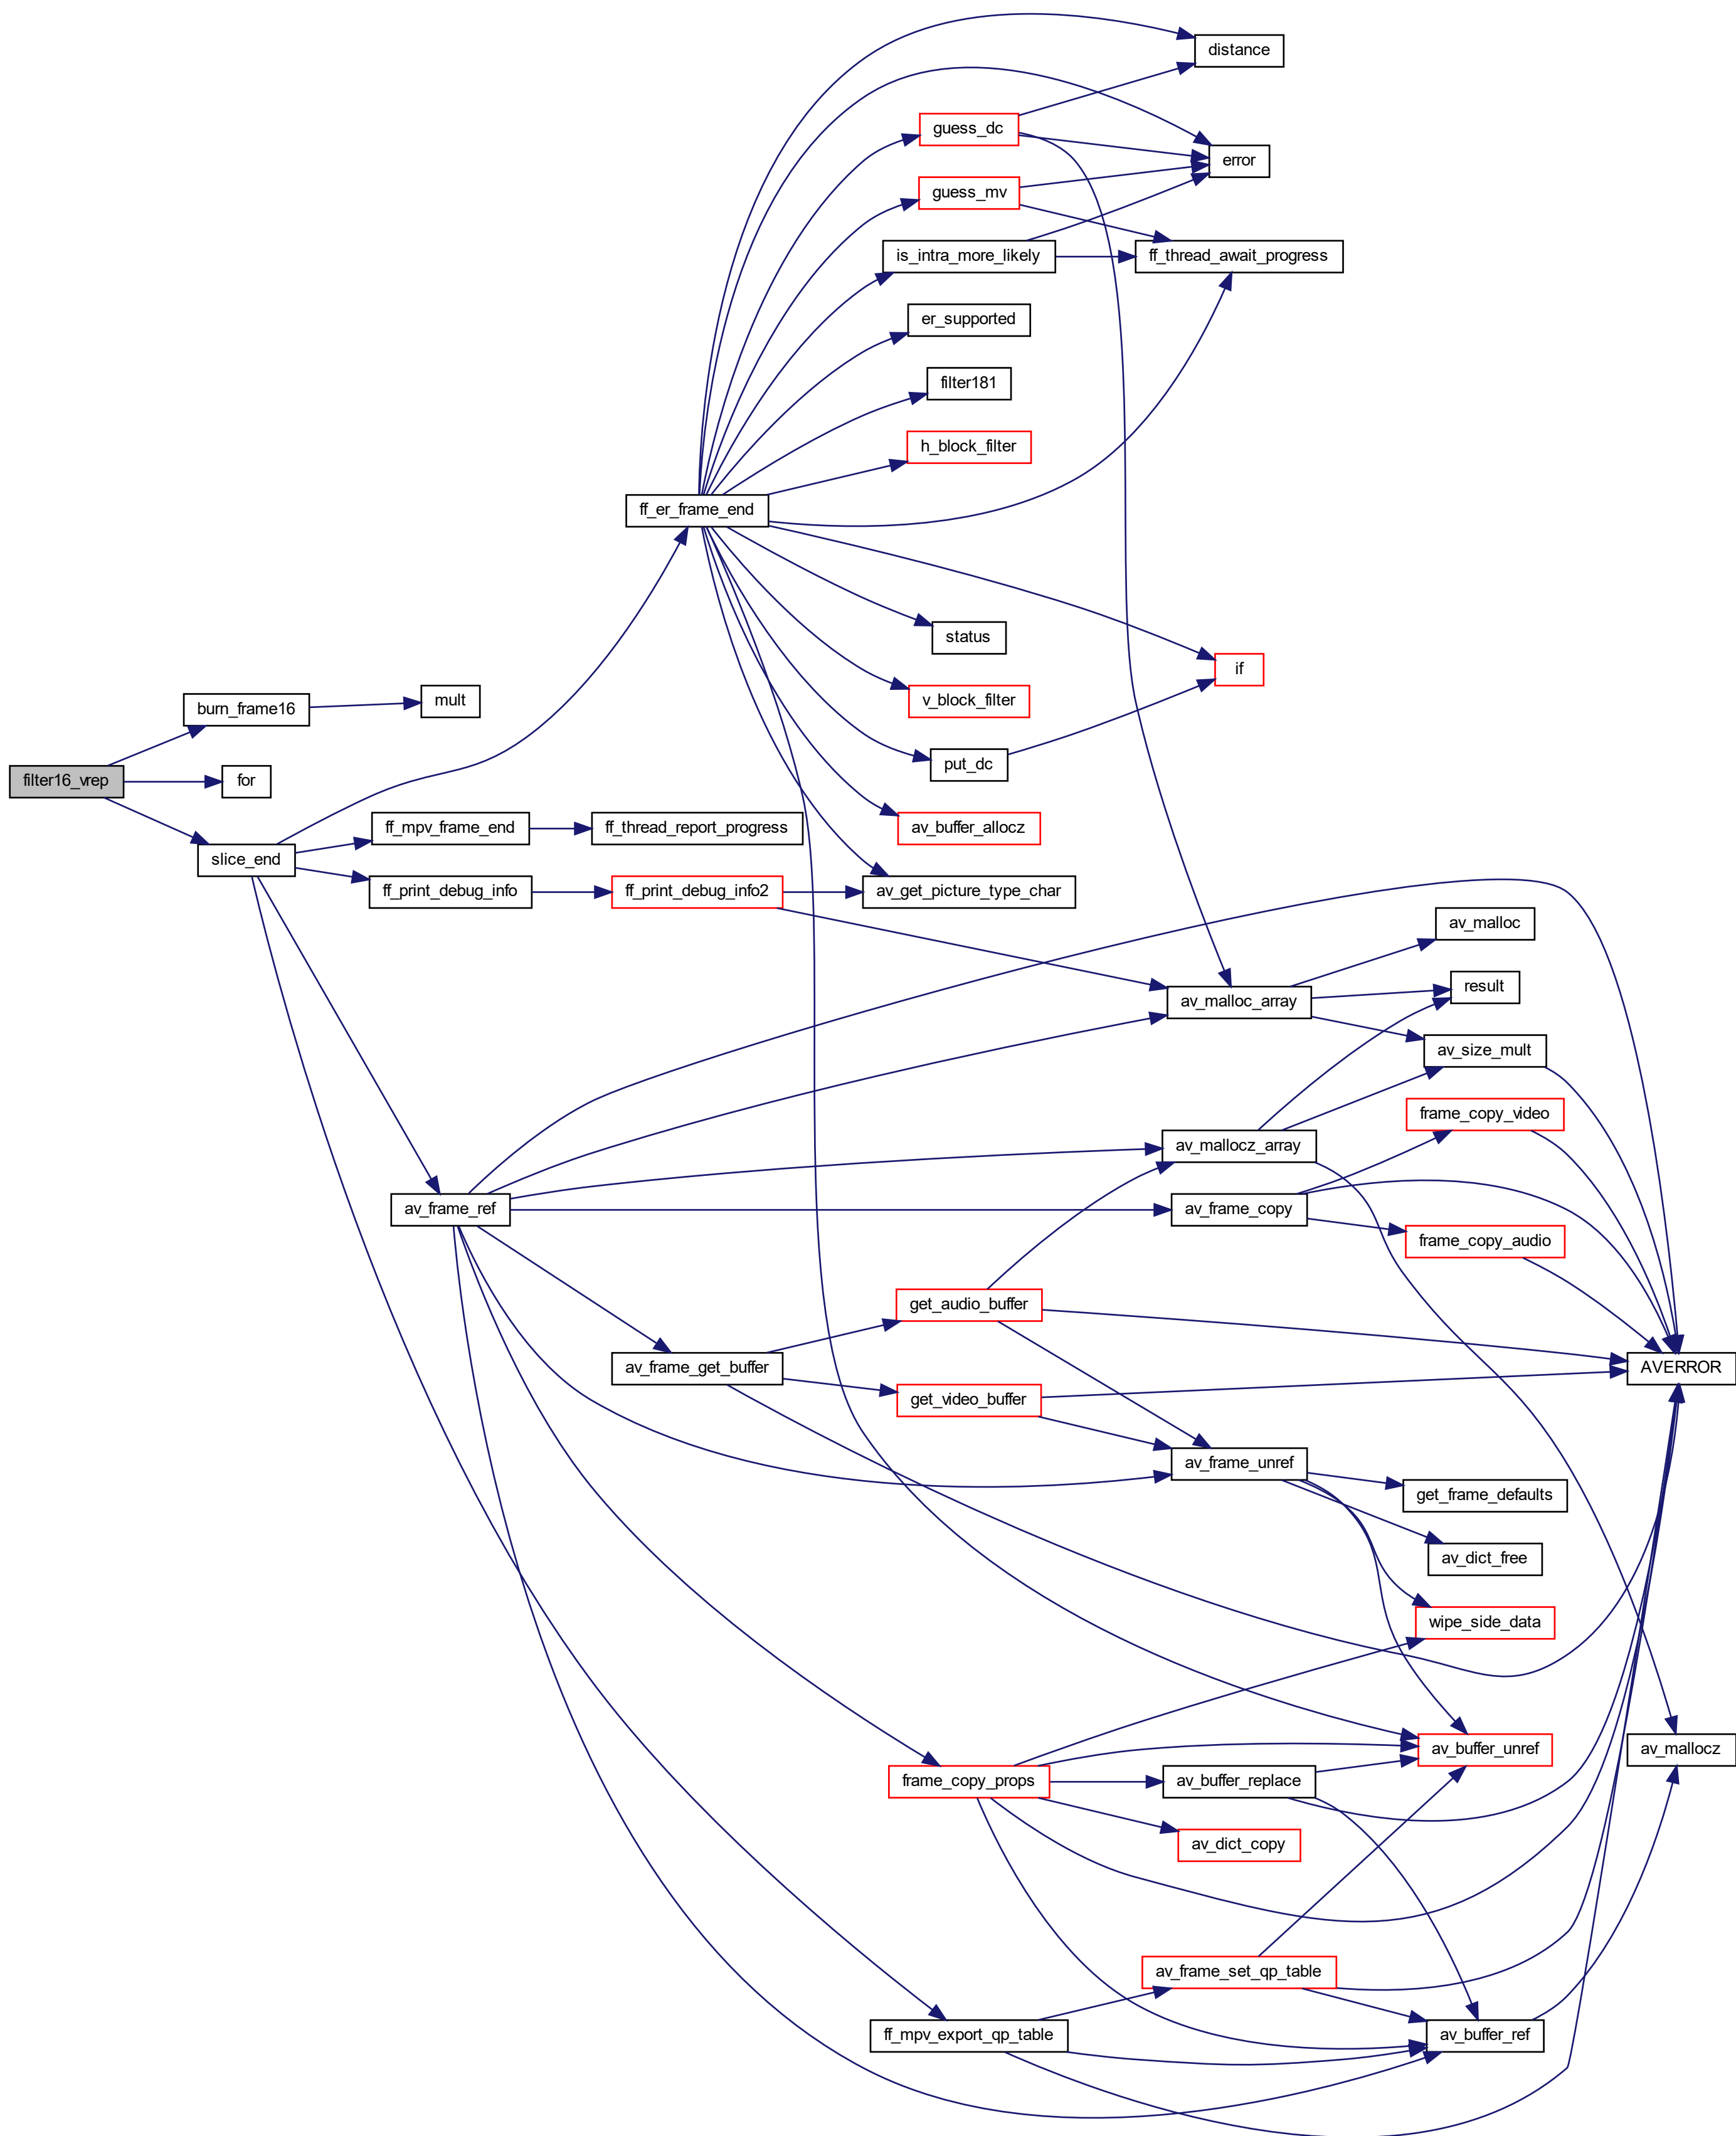 distance
guess_dc
error
guess_mv
is_intra_more_likely
ff_thread_await_progress
er_supported
filter181
h_block_filter
ff_er_frame_end
status
if
burn_frame16
mult
v_block_filter
filter16_vrep
for
put_dc
ff_mpv_frame_end
ff_thread_report_progress
av_buffer_allocz
slice_end
ff_print_debug_info
ff_print_debug_info2
av_get_picture_type_char
av_malloc
av_malloc_array
result
av_size_mult
frame_copy_video
av_mallocz_array
av_frame_ref
av_frame_copy
frame_copy_audio
get_audio_buffer
av_frame_get_buffer
AVERROR
get_video_buffer
av_frame_unref
get_frame_defaults
av_dict_free
wipe_side_data
av_buffer_unref
av_mallocz
frame_copy_props
av_buffer_replace
av_dict_copy
av_frame_set_qp_table
ff_mpv_export_qp_table
av_buffer_ref